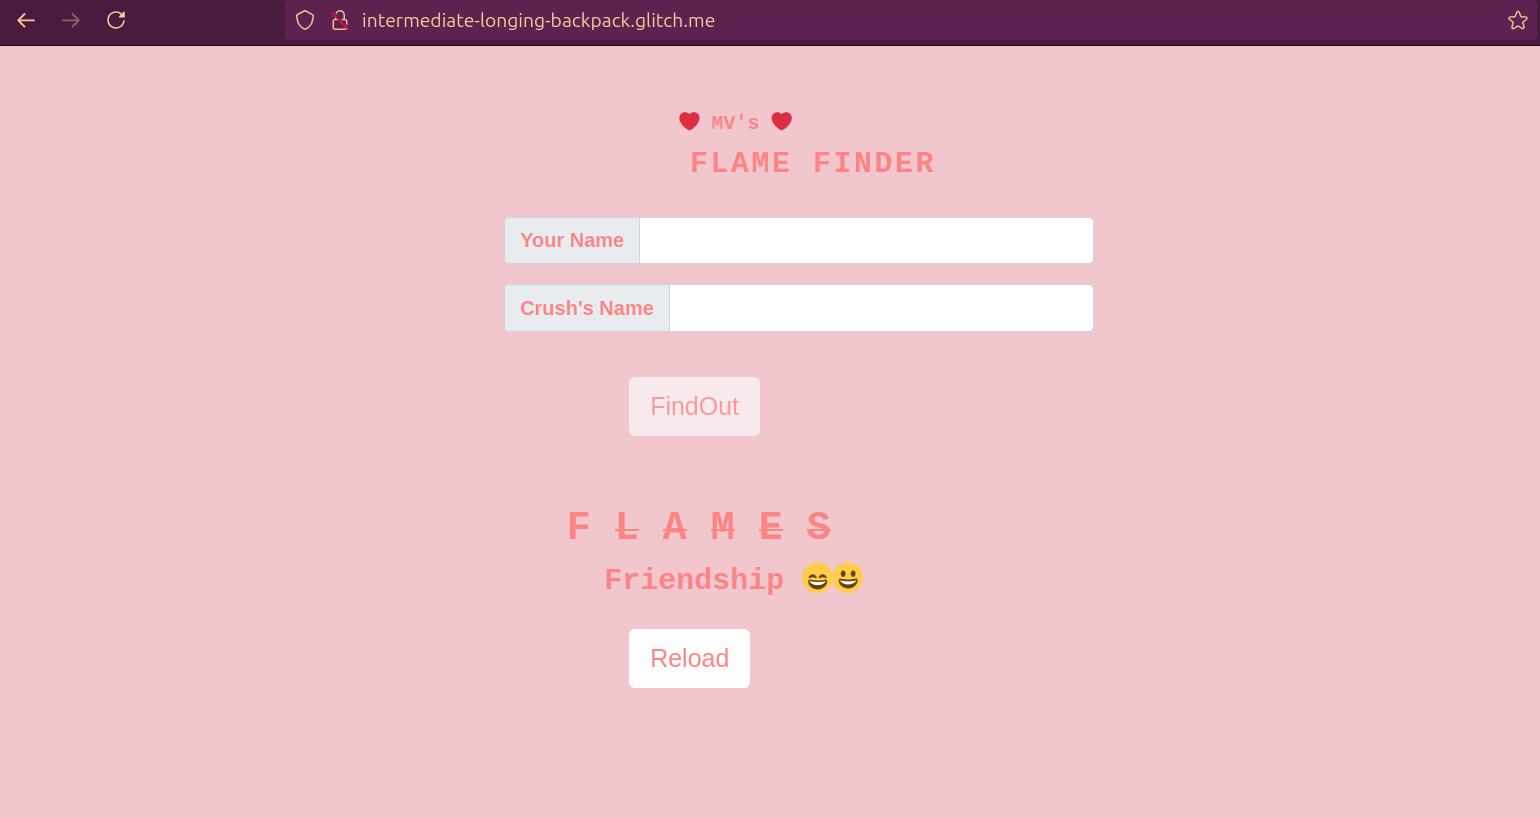 intermediate-longing-backpack.glitch.me
❤ MV's ❤
FLAME FINDER
Your Name
Crush's Name
FindOut
F L A M E S
Friendship 😄😃
Reload